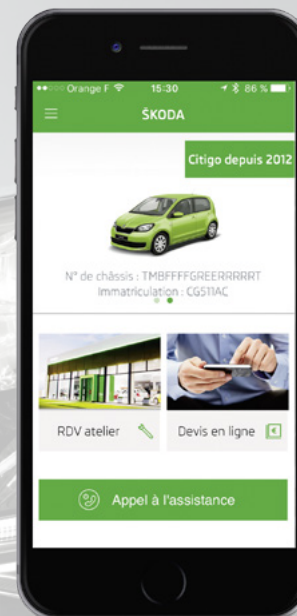 Orange F 15:30 86 %
ŠKODA
Citigo depuis 2012
N° de châssis : TMBFFFFGREERRRRRT
Immatriculation : CG511AC
RDV atelier
Devis en ligne €
Appel à l'assistance